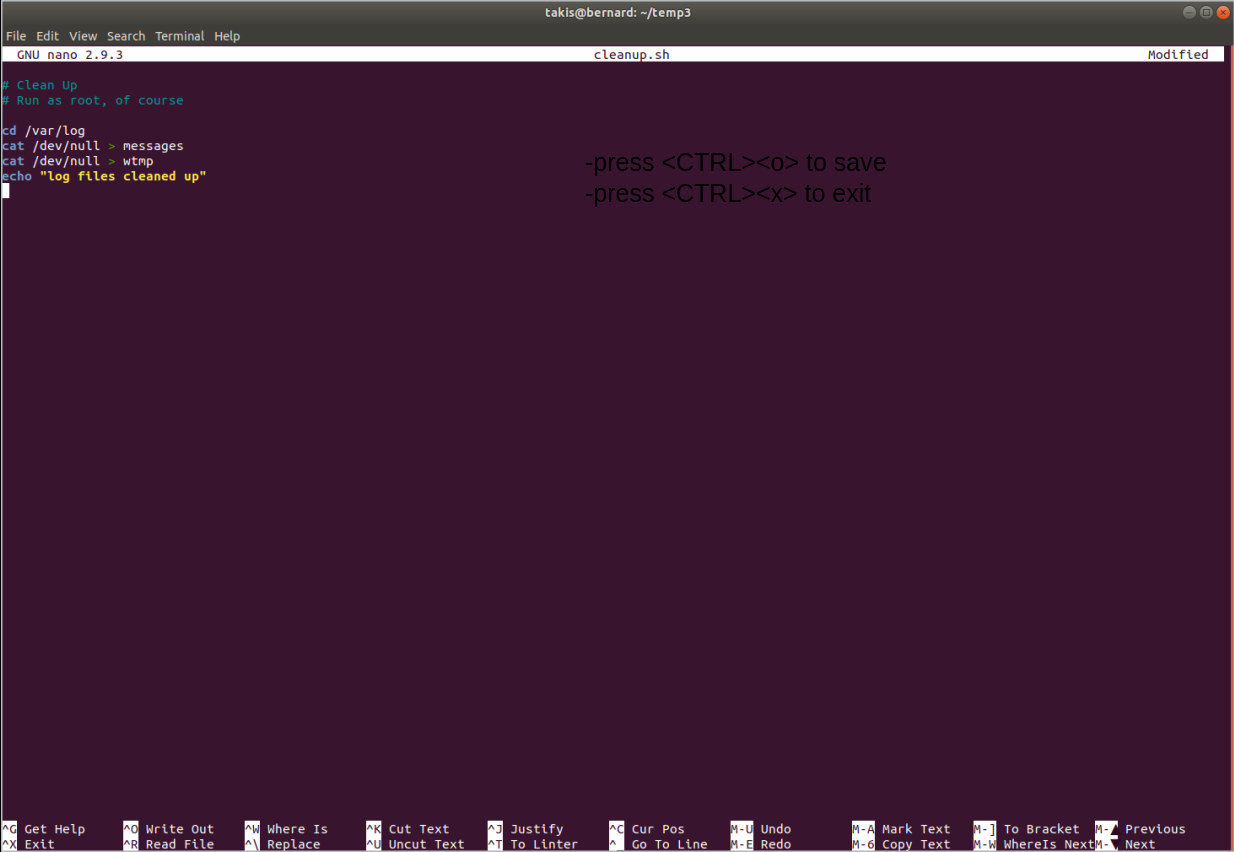 takis@bernard: ~/temp3
File Edit View Search Terminal Help
GNU nano 2.9.3 cleanup.sh Modified
# Clean Up
# Run as root, of course
cd /var/log
cat /dev/null > messages
cat /dev/null > wtmp
echo "log files cleaned up"
-press <CTRL><o> to save
-press <CTRL><x> to exit
^G Get Help ^O Write Out ^W Where Is ^K Cut Text ^J Justify ^C Cur Pos M-U Undo M-A Mark Text M-] To Bracket M-▲ Previous
^X Exit ^R Read File ^\ Replace ^U Uncut Text ^T To Linter ^_ Go To Line M-E Redo M-6 Copy Text M-W WhereIs Next M-▼ Next